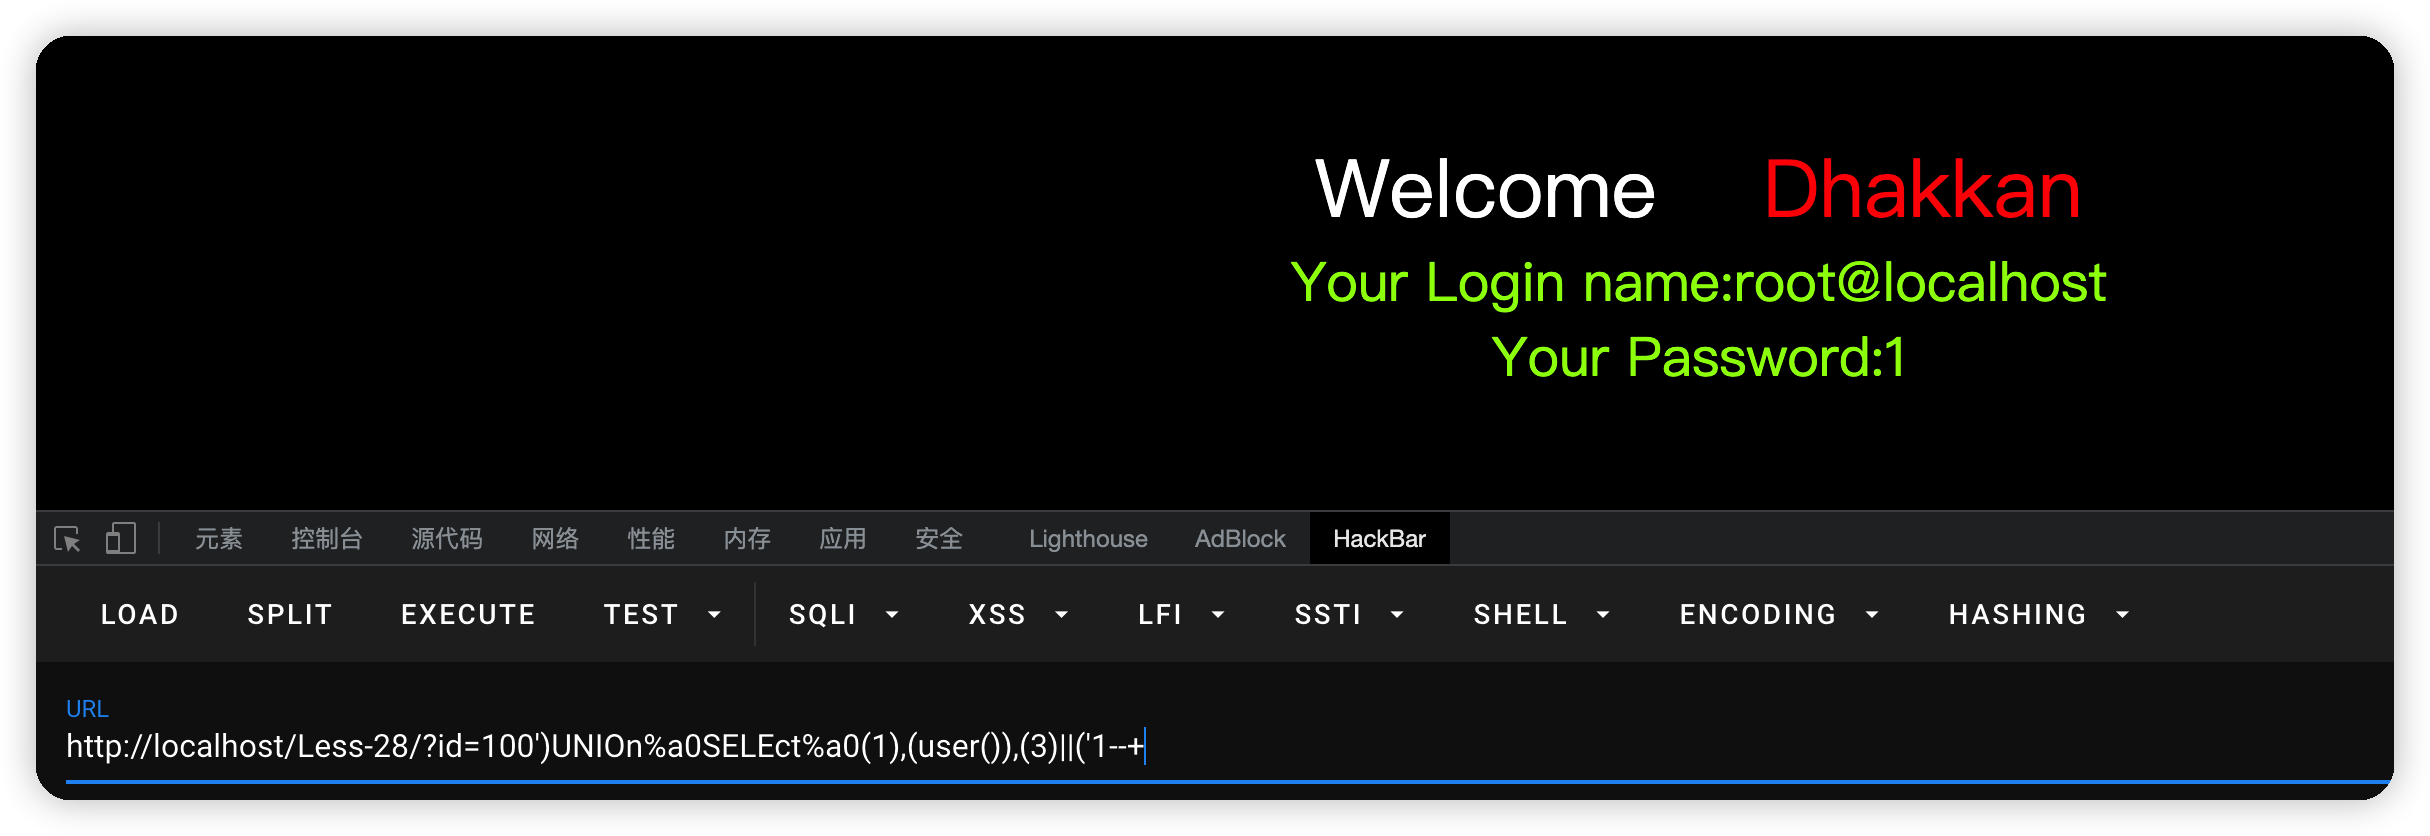 Welcome Dhakkan
Your Login name:root@localhost
Your Password:1
元素 控制台 源代码 网络 性能 内存 应用 安全 Lighthouse AdBlock HackBar
LOAD SPLIT EXECUTE TEST SQLI XSS LFI SSTI SHELL ENCODING HASHING
URL
http://localhost/Less-28/?id=100')UNIOn%a0SELEct%a0(1),(user()),(3)||('1--+